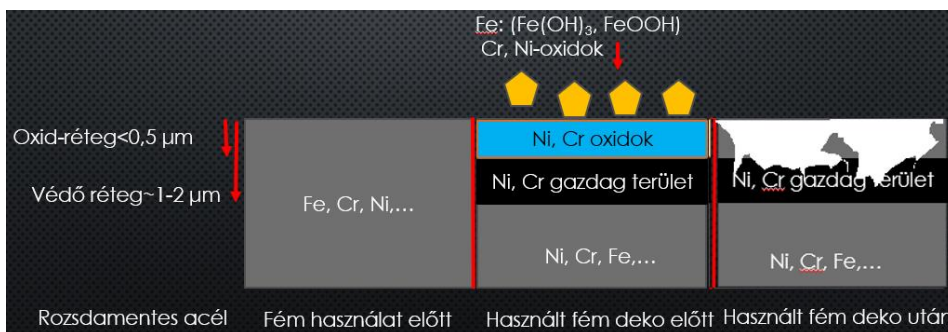 Fe: (Fe(OH)3, FeOOH)
Cr, Ni-oxidok
Oxid-réteg<0,5 µm
Védő réteg~1-2 µm
Fe, Cr, Ni,...
Ni, Cr oxidok
Ni, Cr gazdag terület
Ni, Cr, Fe,...
Ni, Cr gazdag terület
Ni, Cr, Fe,...
Rozsdamentes acél
Fém használat előtt
Használt fém deko előtt
Használt fém deko után